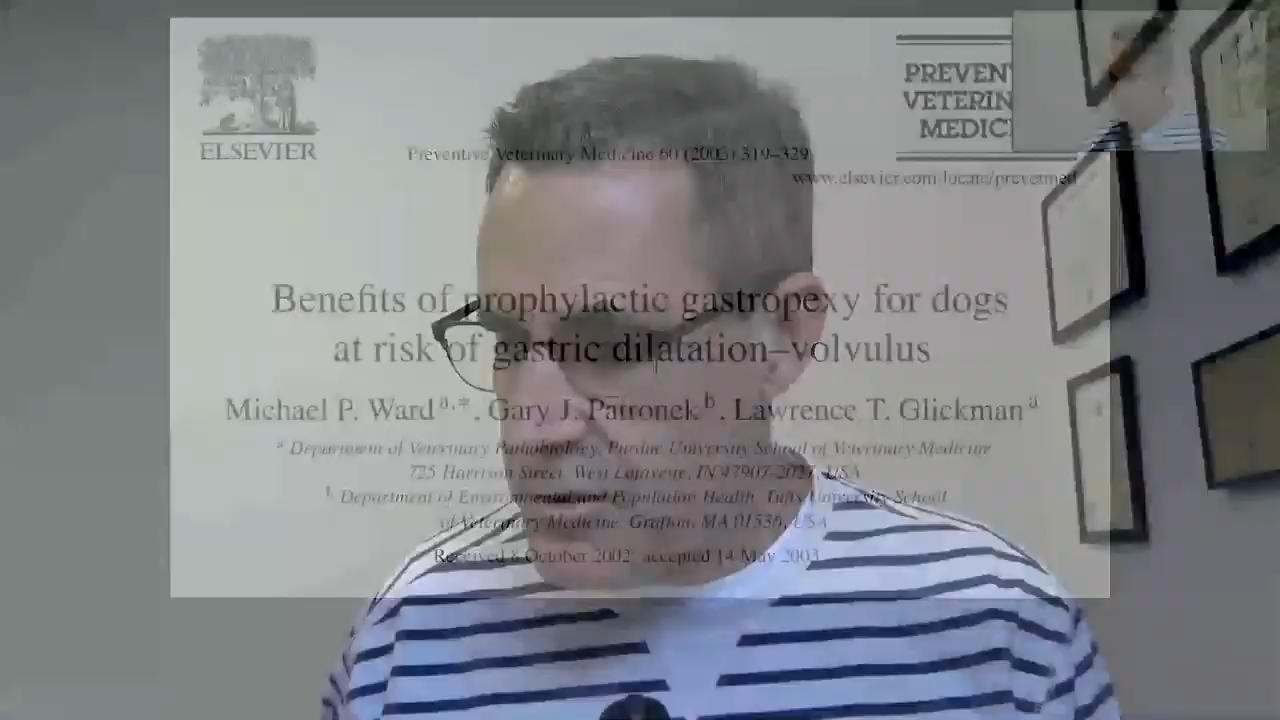 ELSEVIER
Preventive Veterinary Medicine 60 (2003) 319–329
PREVEN
VETERIN
MEDIC
www.elsevier.com/locate/prevetmed
Benefits of prophylactic gastropexy for dogs
at risk of gastric dilatation–volvulus
Michael P. Ward a,*, Gary J. Patronek b, Lawrence T. Glickman a
a Department of Veterinary Pathobiology, Purdue University School of Veterinary Medicine
725 Harrison Street, West Lafayette, IN 47907-2027, USA
b Department of Environmental and Population Health, Tufts University School
of Veterinary Medicine, Grafton, MA 01536, USA
Received 8 October 2002; accepted 14 May 2003